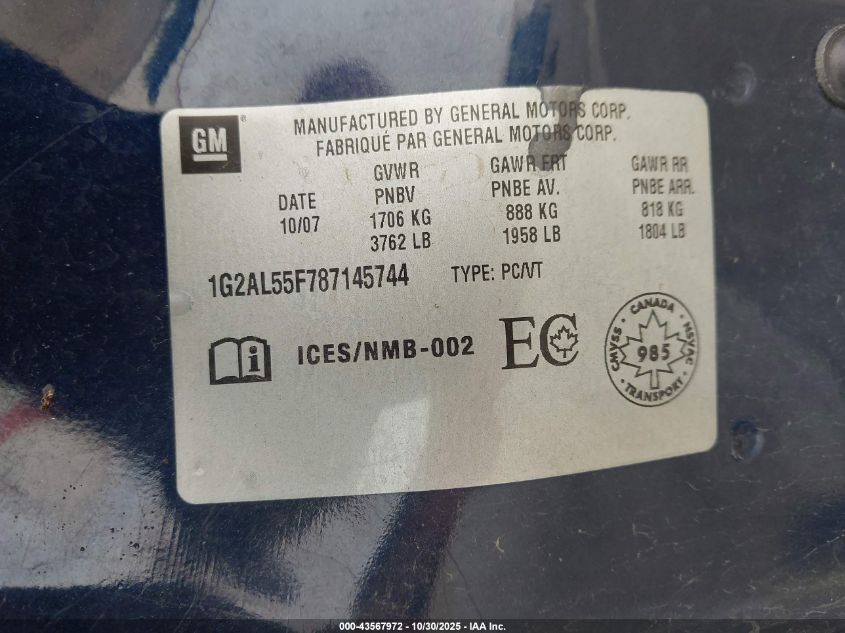 GM
MANUFACTURED BY GENERAL MOTORS CORP.
FABRIQUÉ PAR GENERAL MOTORS CORP.
DATE
10/07
GVWR
PNBV
1706 KG
3762 LB
GAWR FRT
PNBE AV.
888 KG
1958 LB
GAWR RR
PNBE ARR.
818 KG
1804 LB
1G2AL55F787145744 TYPE: PC/VT
i ICES/NMB-002 EC
CANADA
CMVSS 985 NSVAC
TRANSPORT
000-43567972 - 10/30/2025 - IAA Inc.